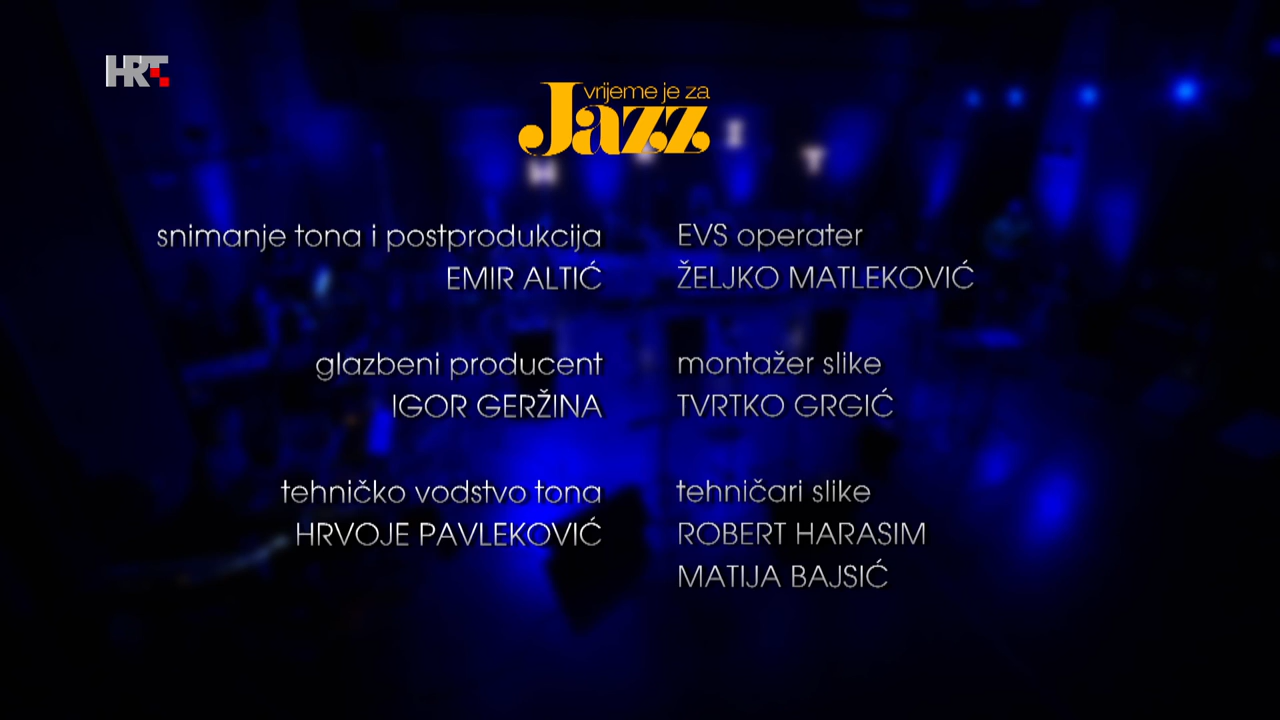 HRT
vrijeme je za
Jazz
snimanje tona i postprodukcija
EMIR ALTIĆ
glazbeni producent
IGOR GERŽINA
tehničko vodstvo tona
HRVOJE PAVLEKOVIĆ
EVS operater
ŽELJKO MATLEKOVIĆ
montažer slike
TVRTKO GRGIĆ
tehničari slike
ROBERT HARASIM
MATIJA BAJSIĆ